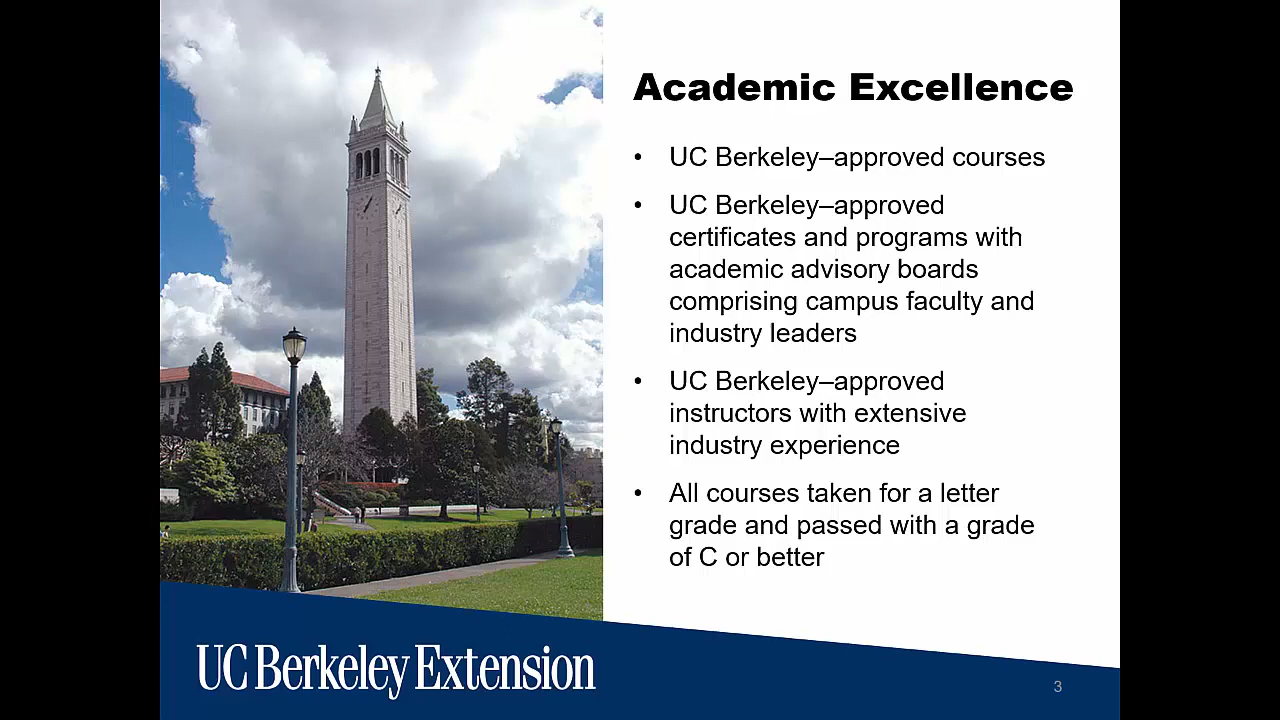 Academic Excellence
• UC Berkeley–approved courses
• UC Berkeley–approved
certificates and programs with
academic advisory boards
comprising campus faculty and
industry leaders
• UC Berkeley–approved
instructors with extensive
industry experience
• All courses taken for a letter
grade and passed with a grade
of C or better
UC Berkeley Extension
3